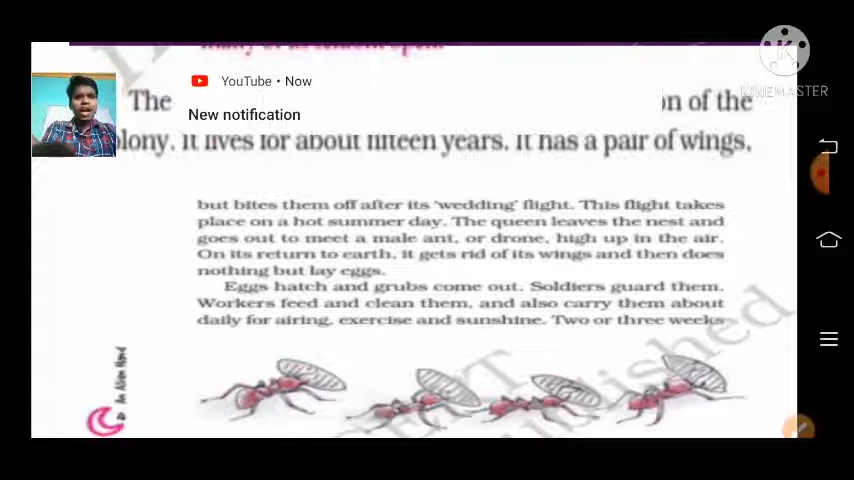 KINEMASTER
YouTube • Now
New notification
The
on of the
olony. It lives for about fifteen years. It has a pair of wings,
but bites them off after its 'wedding' flight. This flight takes
place on a hot summer day. The queen leaves the nest and
goes out to meet a male ant, or drone, high up in the air.
On its return to earth, it gets rid of its wings and then does
nothing but lay eggs.
Eggs hatch and grubs come out. Soldiers guard them.
Workers feed and clean them, and also carry them about
daily for airing, exercise and sunshine. Two or three weeks
An Alien Hand